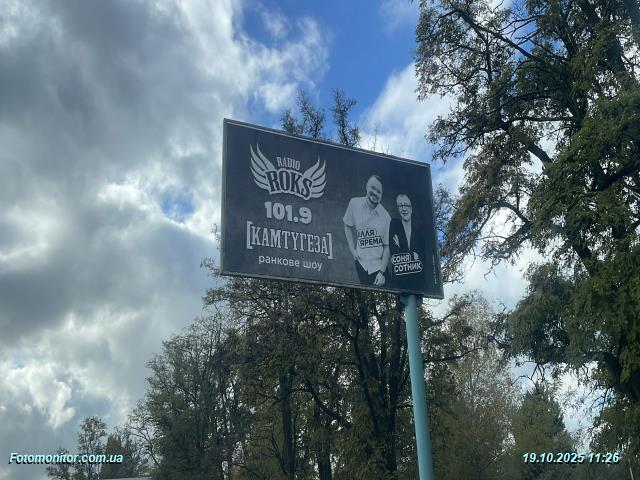 RADIO
ROKS
101.9
[КАМТУГЕЗА]
ранкове шоу
ІЛЛЯ
ЯРЕМА
СОНЯ
СОТНИК
Fotomonitor.com.ua
19.10.2025 11:26